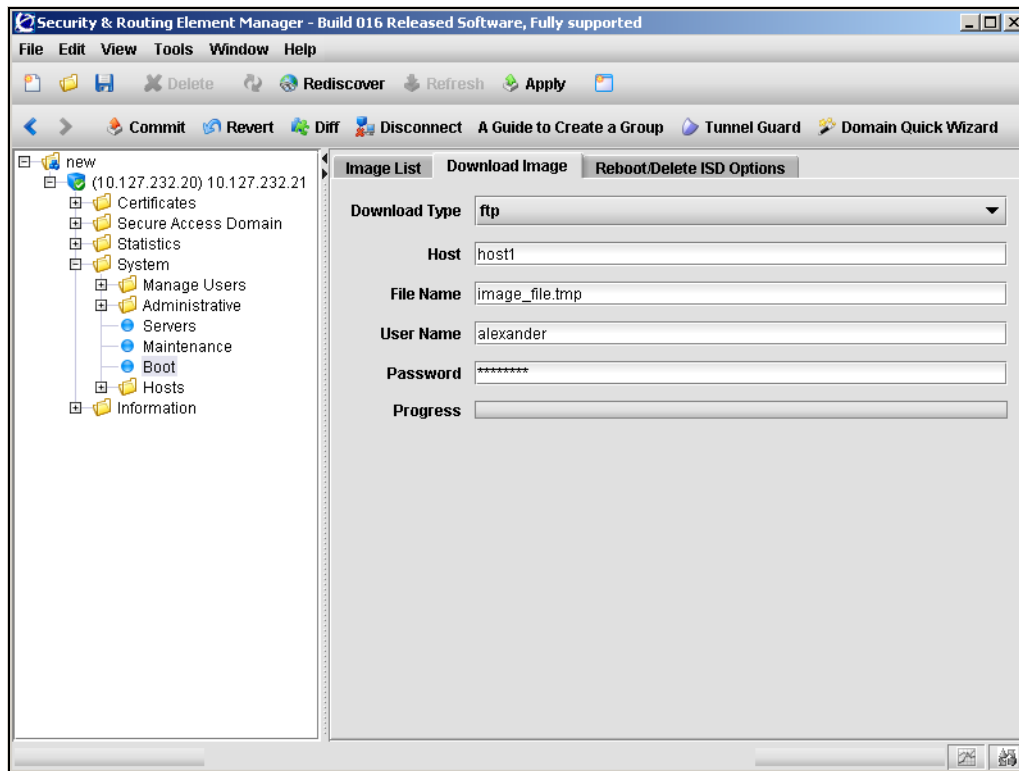 Security & Routing Element Manager - Build 016 Released Software, Fully supported
File Edit View Tools Window Help
Delete Rediscover Refresh Apply
Commit Revert Diff Disconnect A Guide to Create a Group Tunnel Guard Domain Quick Wizard
new
(10.127.232.20) 10.127.232.21
Certificates
Secure Access Domain
Statistics
System
Manage Users
Administrative
Servers
Maintenance
Boot
Hosts
Information
Image List Download Image Reboot/Delete ISD Options
Download Type ftp
Host host1
File Name image_file.tmp
User Name alexander
Password ********
Progress